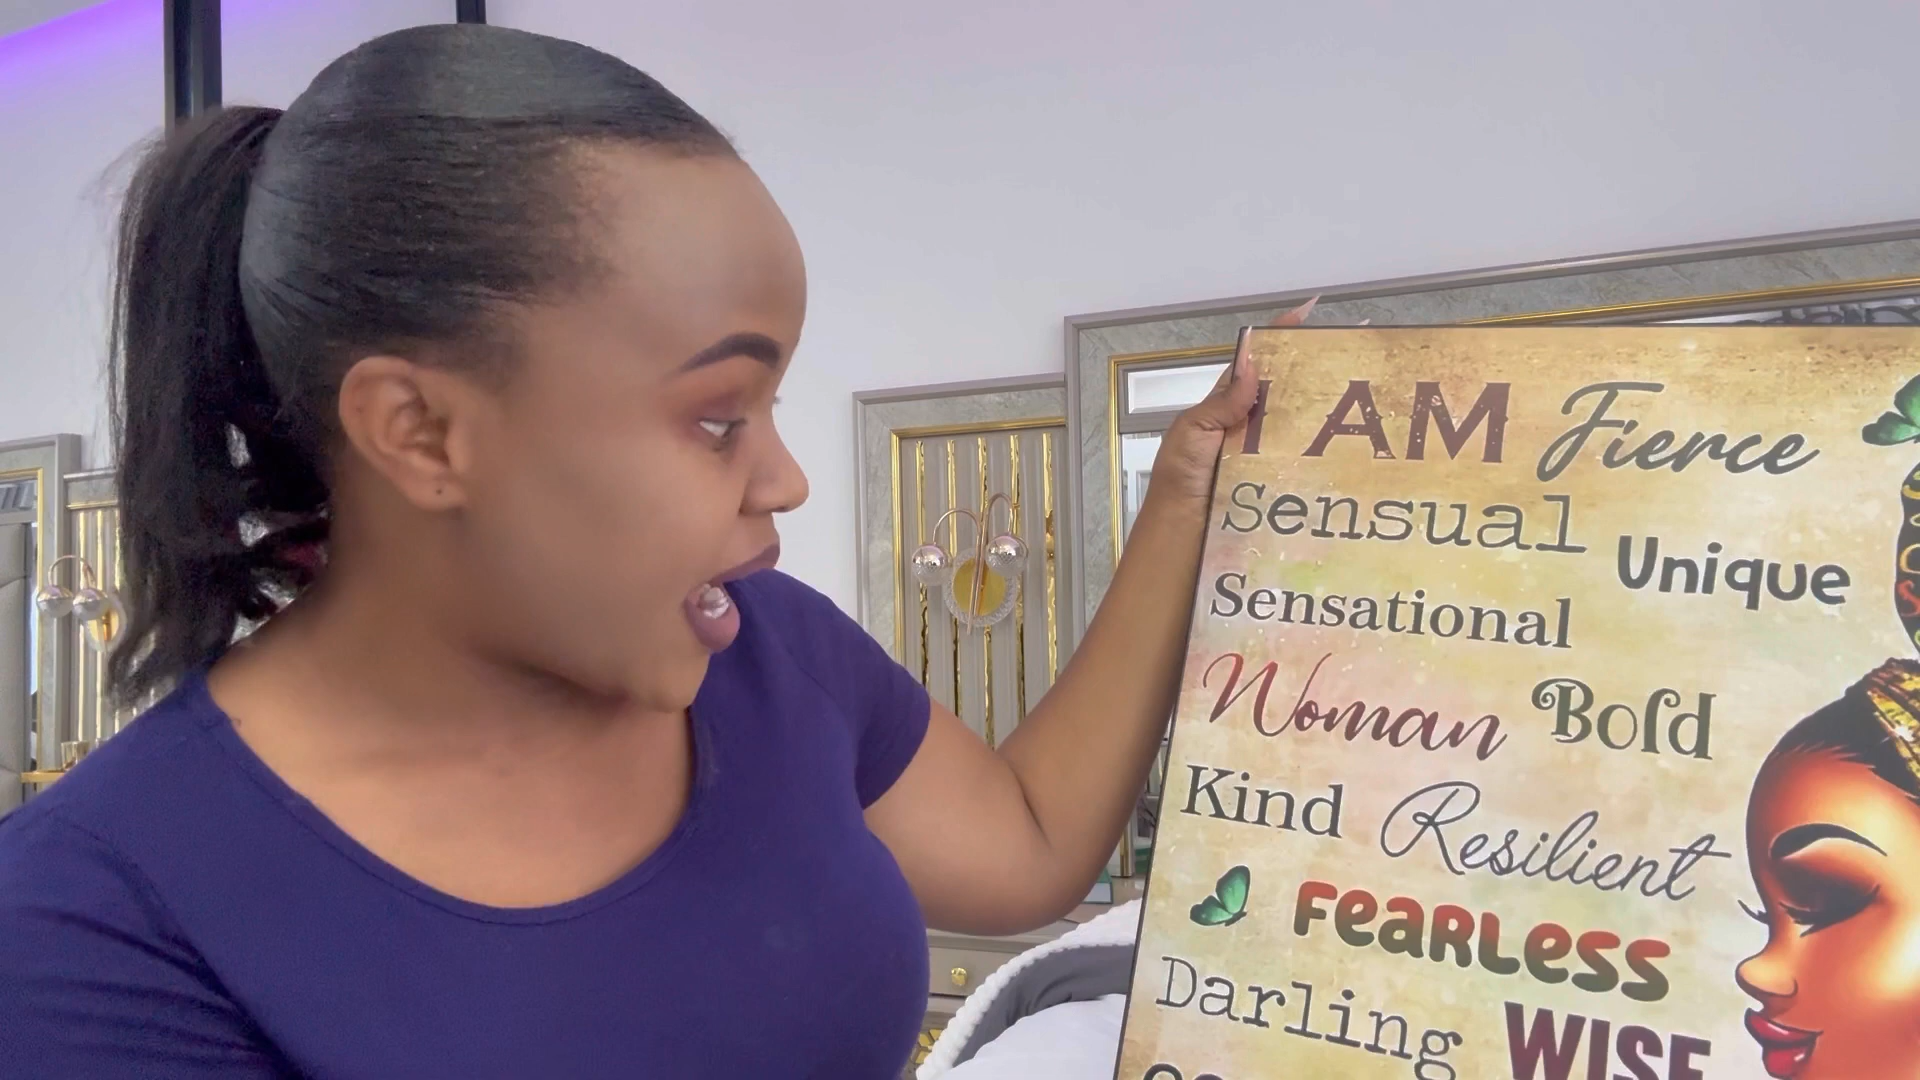 I AM Fierce
Sensual Unique
Sensational
Woman Bold
Kind Resilient
FeaRLeSS
Darling WISE